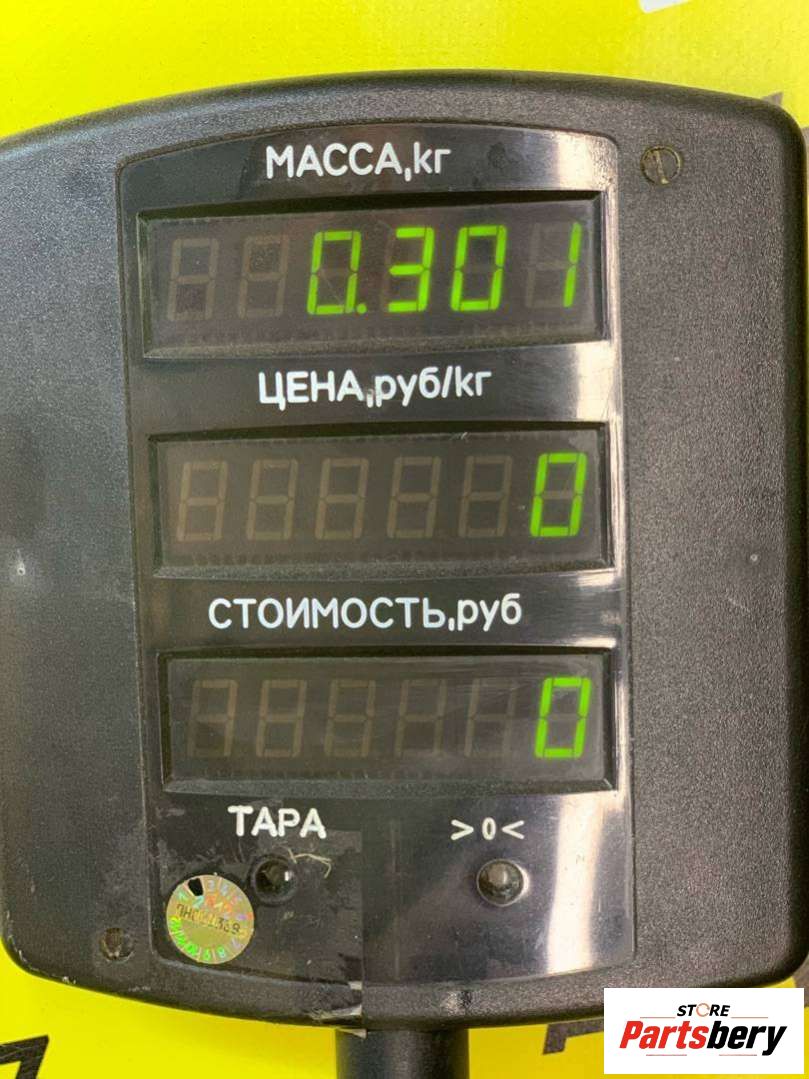 МАССА,кг
0.301
ЦЕНА,руб/кг
0
СТОИМОСТЬ,руб
0
ТАРА >0<
STORE
Partsbery